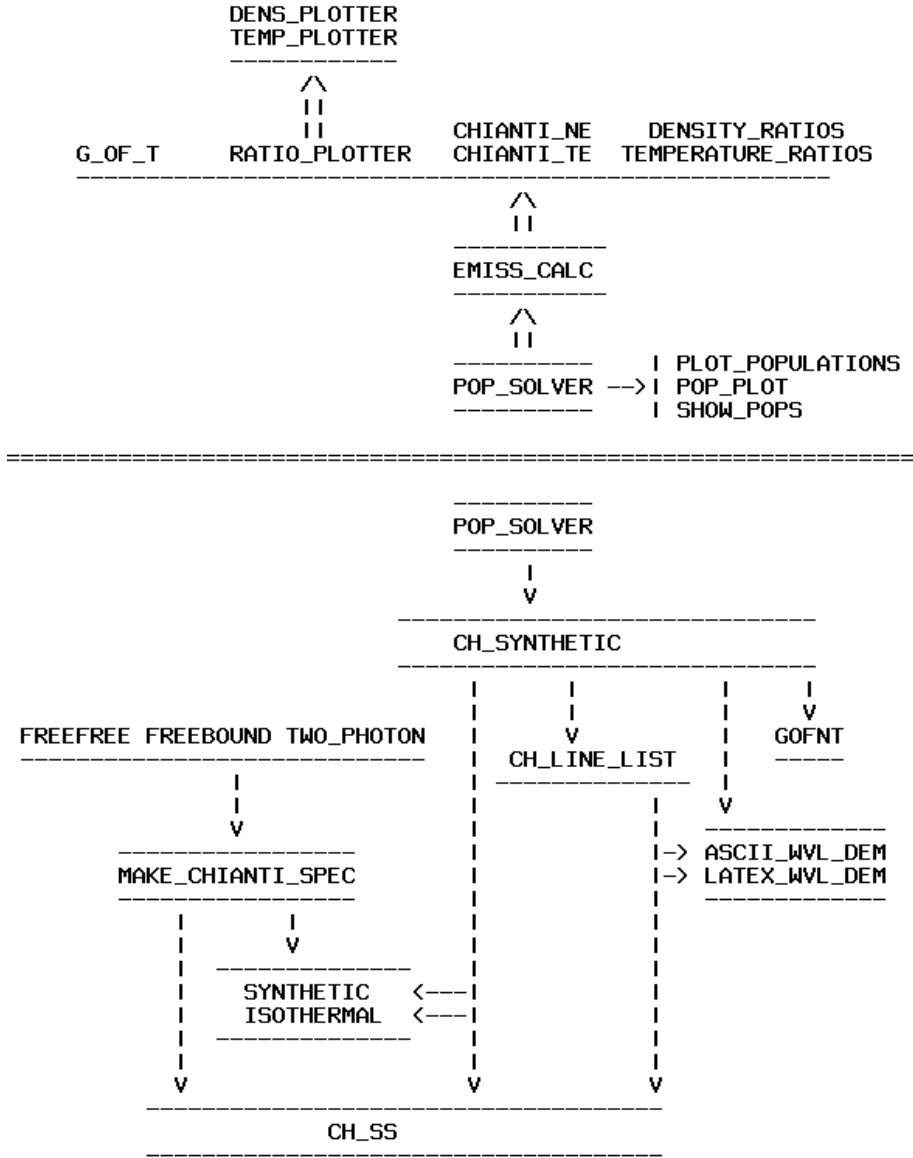 DENS_PLOTTER
TEMP_PLOTTER
CHIANTI_NE DENSITY_RATIOS
G_OF_T RATIO_PLOTTER CHIANTI_TE TEMPERATURE_RATIOS
EMISS_CALC
| PLOT_POPULATIONS
POP_SOLVER -->| POP_PLOT
| SHOW_POPS
POP_SOLVER
CH_SYNTHETIC
FREEFREE FREEBOUND TWO_PHOTON GOFNT
CH_LINE_LIST
MAKE_CHIANTI_SPEC |-> ASCII_WVL_DEM
|-> LATEX_WVL_DEM
SYNTHETIC <---|
ISOTHERMAL <---|
CH_SS